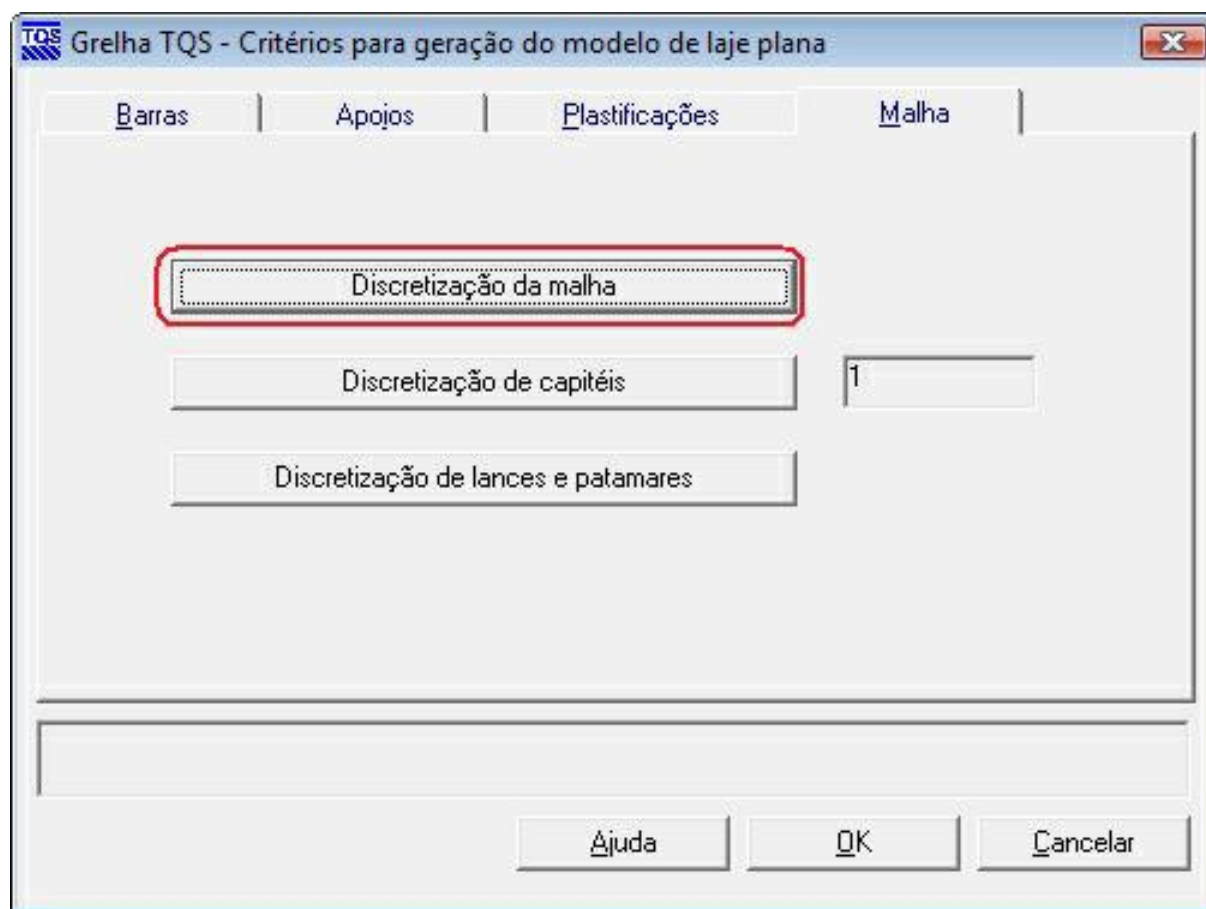 TQS Grelha TQS - Critérios para geração do modelo de laje plana
Barras Apoios Plastificações Malha
Discretização da malha
Discretização de capitéis 1
Discretização de lances e patamares
Ajuda OK Cancelar